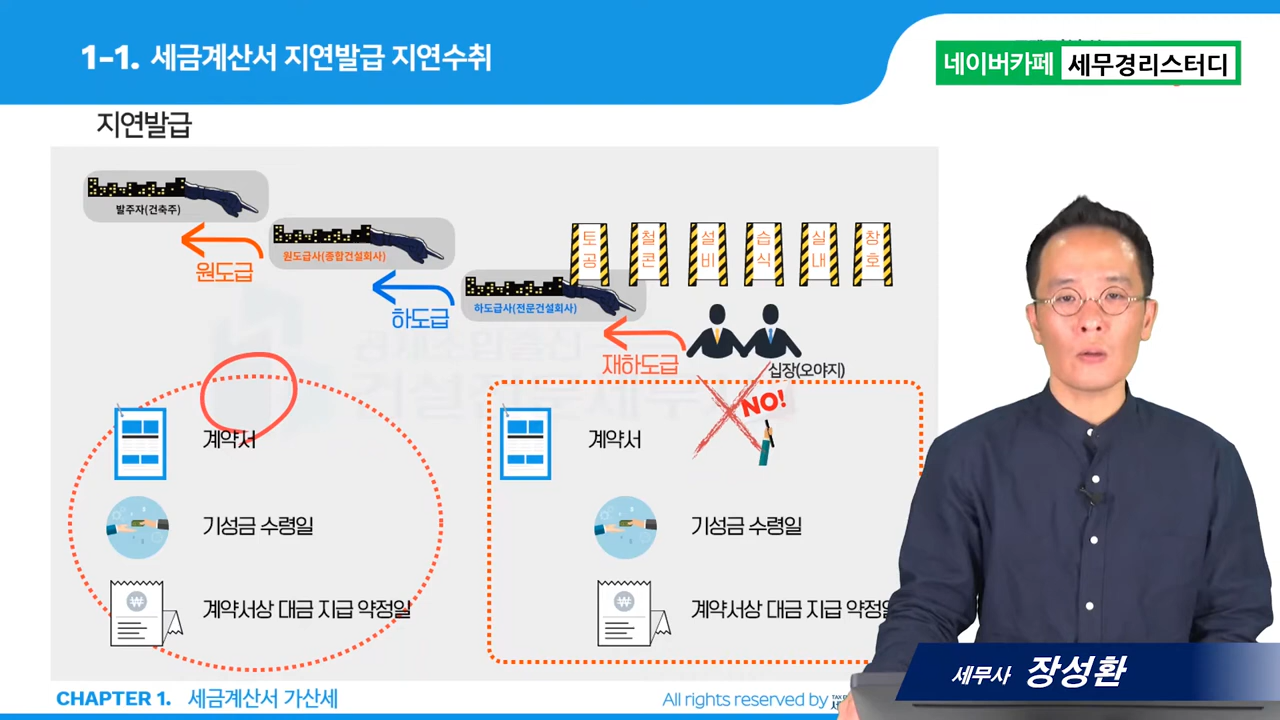 1-1. 세금계산서 지연발급 지연수취
네이버카페 세무경리스터디
지연발급
발주자(건축주)
원도급사(종합건설회사)
하도급사(전문건설회사)
토공
철콘
설비
습식
실내
창호
원도급
하도급
재하도급
십장(오야지)
NO!
계약서
기성금 수령일
계약서상 대금 지급 약정일
계약서
기성금 수령일
계약서상 대금 지급 약정일
세무사 장성환
CHAPTER 1. 세금계산서 가산세
All rights reserved by